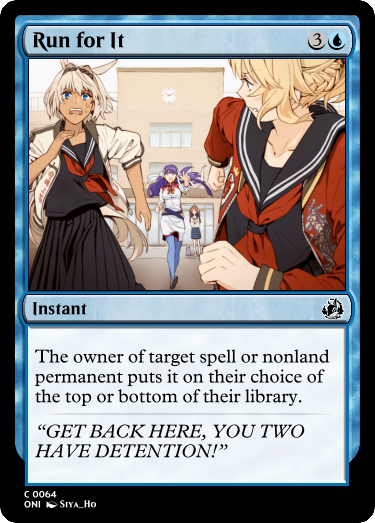 Run for It
3
Instant
The owner of target spell or nonland
permanent puts it on their choice of
the top or bottom of their library.
“GET BACK HERE, YOU TWO
HAVE DETENTION!”
C 0064
ONI Siya_Ho